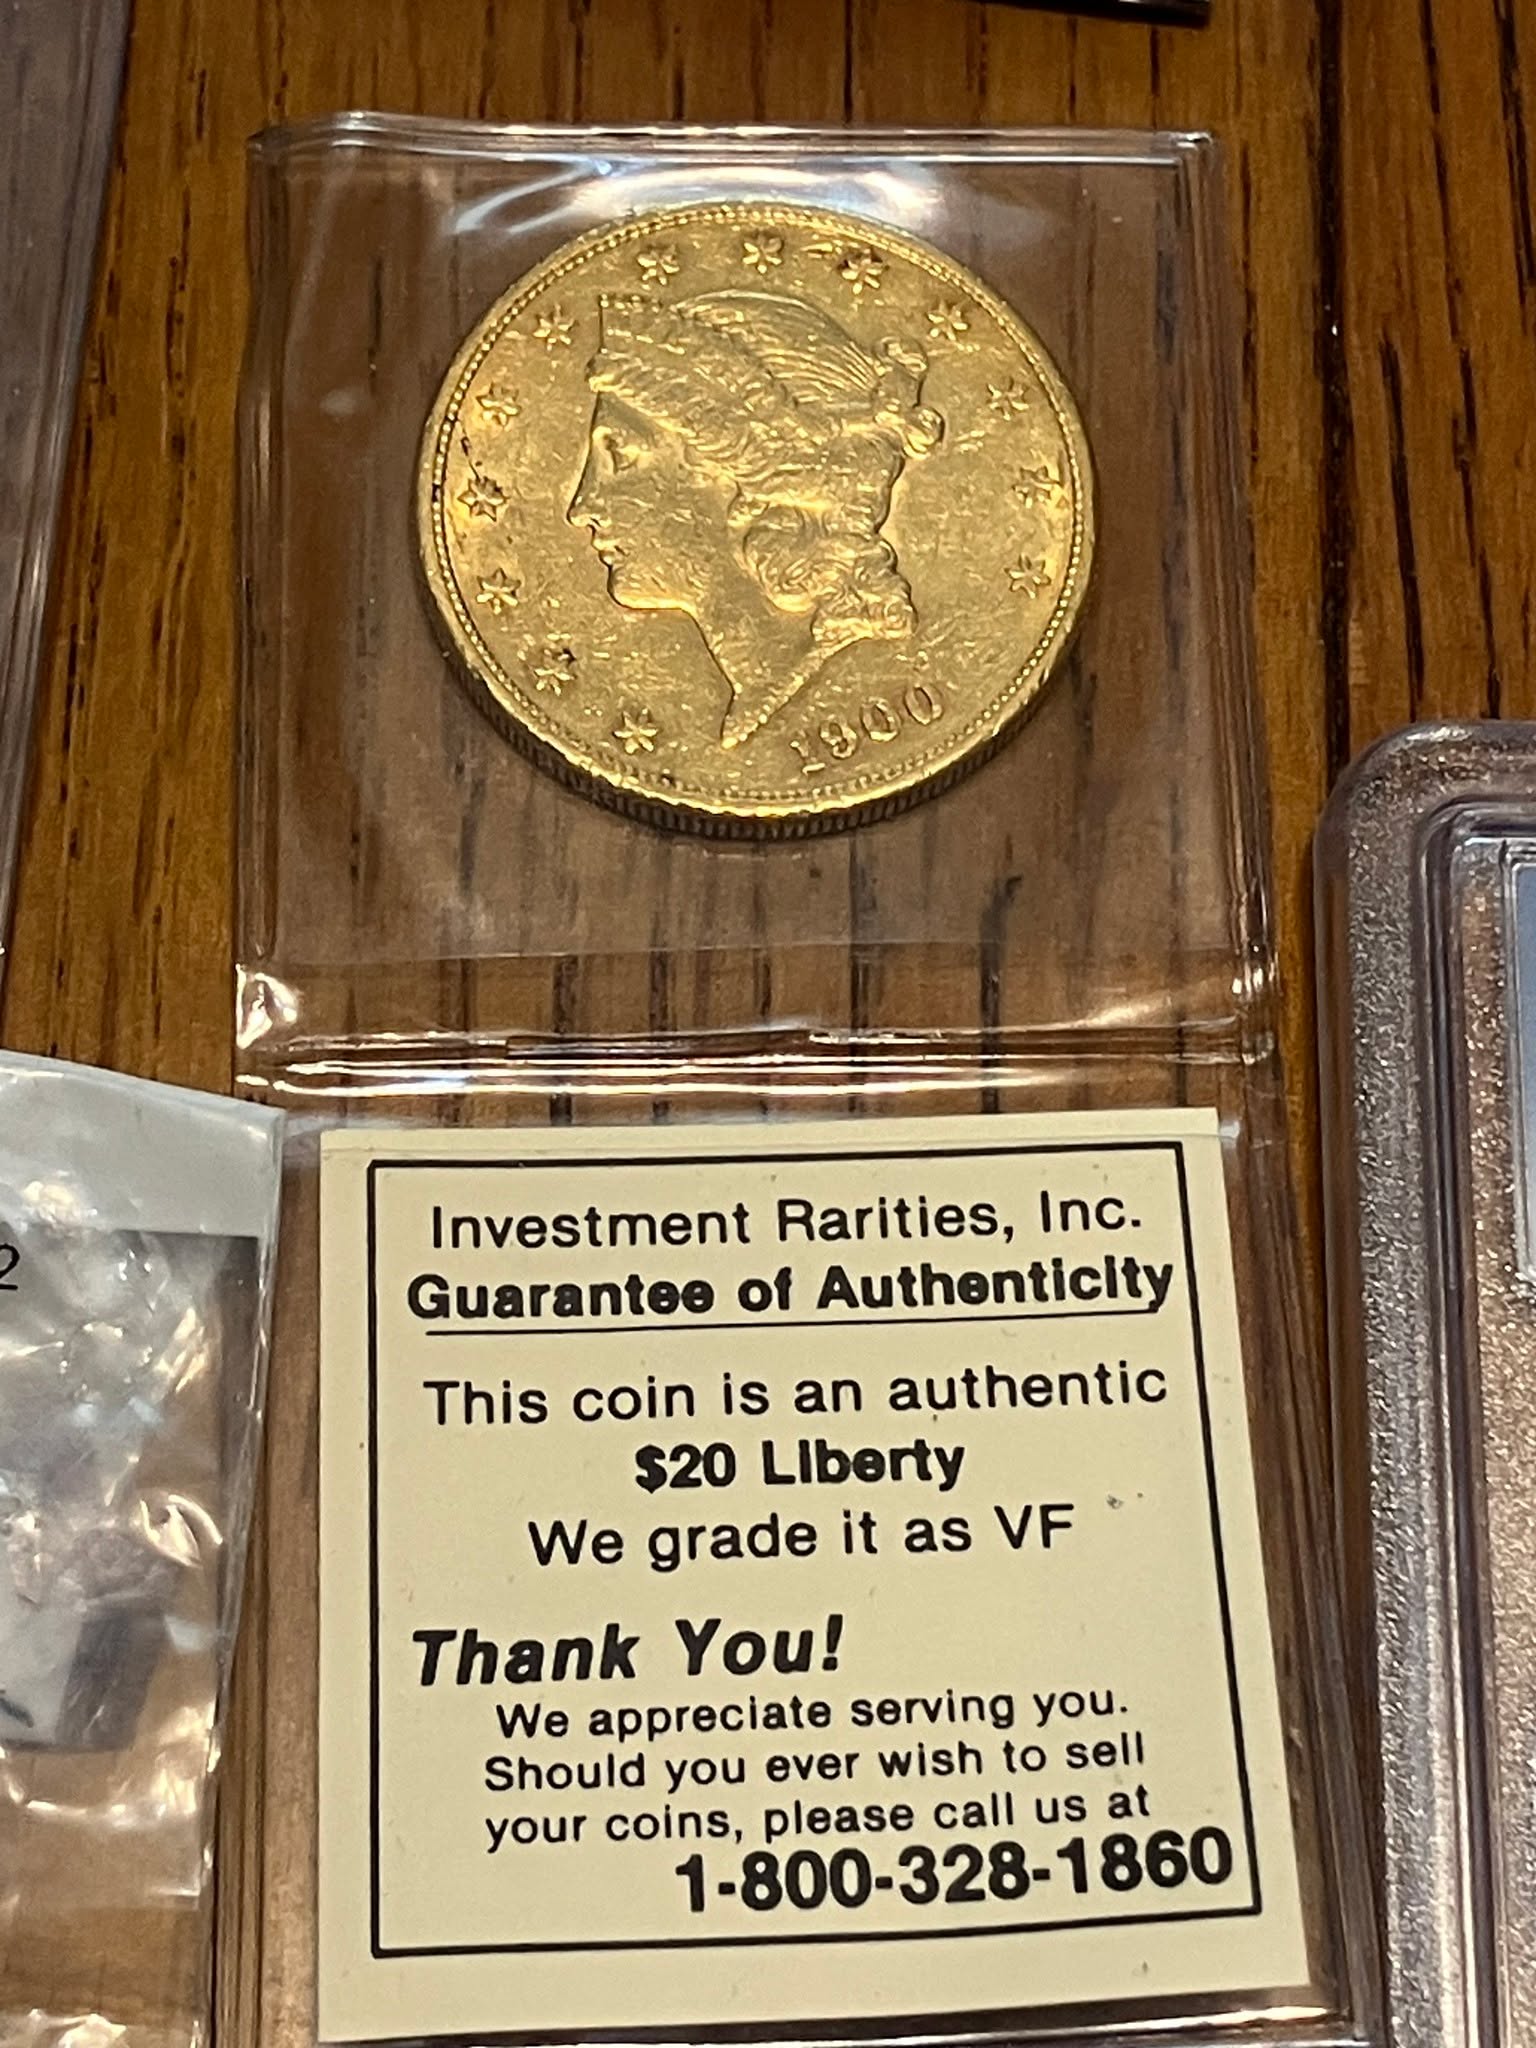 1900
2
Investment Rarities, Inc.
Guarantee of Authenticity
This coin is an authentic
$20 Liberty
We grade it as VF
Thank You!
We appreciate serving you.
Should you ever wish to sell
your coins, please call us at
1-800-328-1860